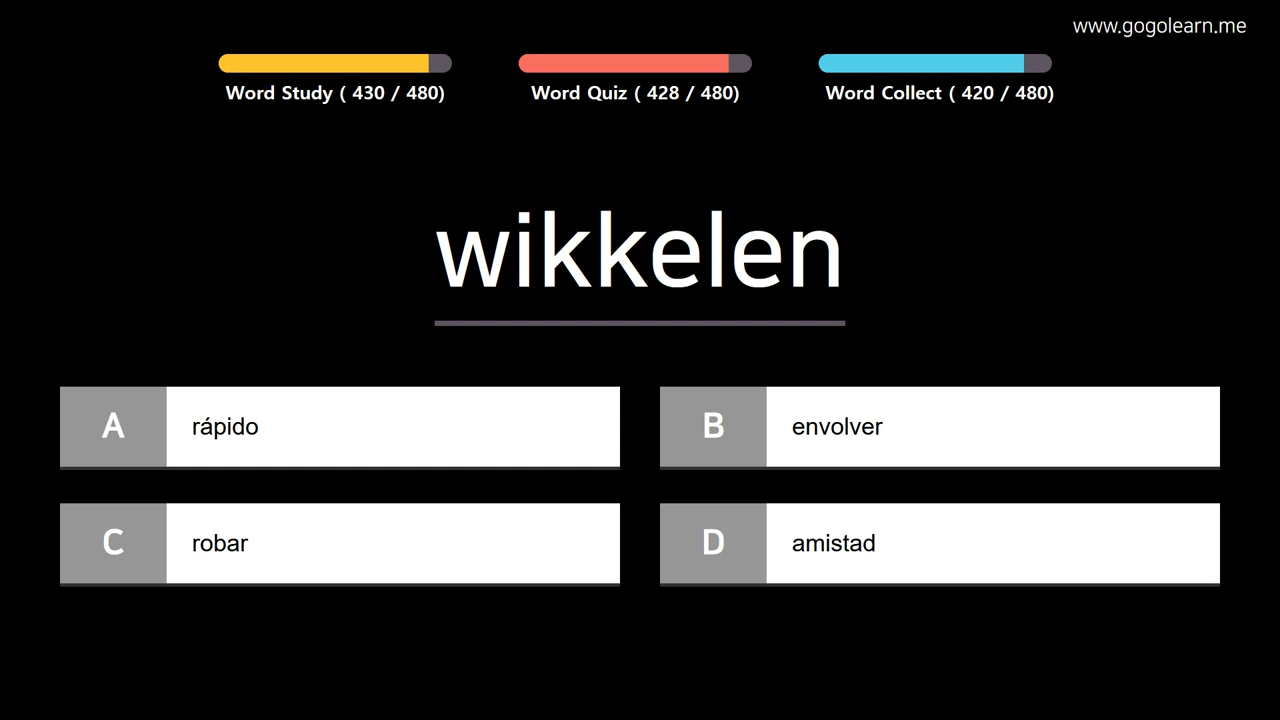 www.gogolearn.me
Word Study ( 430 / 480)
Word Quiz ( 428 / 480)
Word Collect ( 420 / 480)
wikkelen
A rápido
B envolver
C robar
D amistad